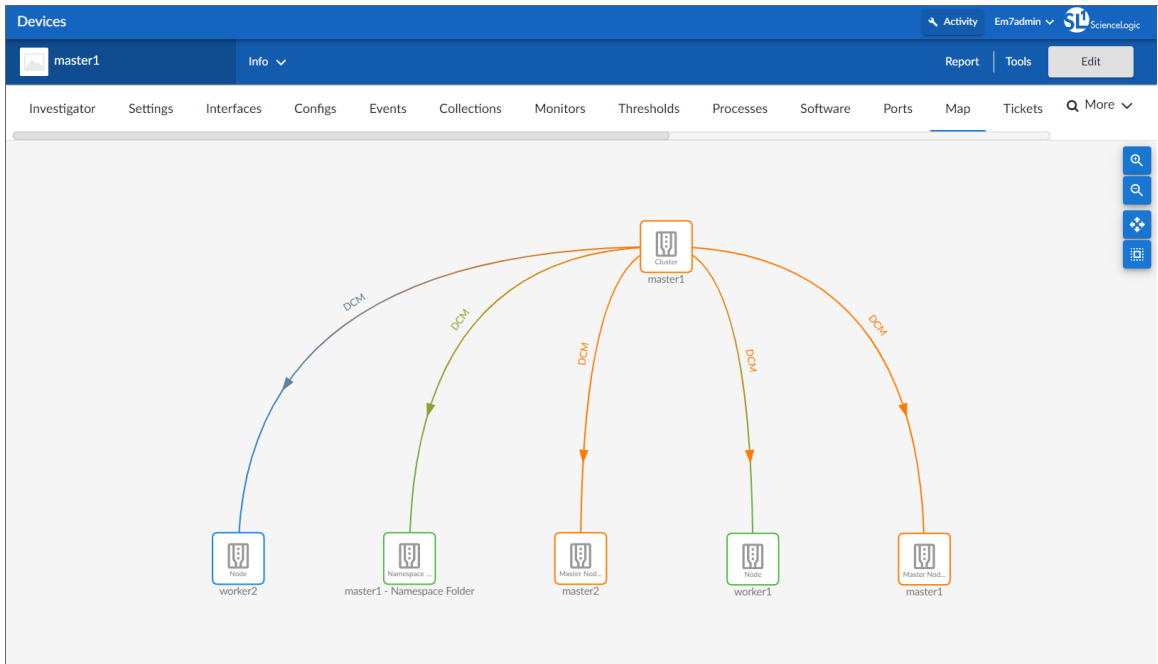 Devices
Activity
Em7admin
SL1 ScienceLogic
master1
Info
Report
Tools
Edit
Investigator
Settings
Interfaces
Configs
Events
Collections
Monitors
Thresholds
Processes
Software
Ports
Map
Tickets
More
Cluster
master1
DCM
DCM
DCM
DCM
DCM
Node
worker2
Namespace ...
master1 - Namespace Folder
Master Nod...
master2
Node
worker1
Master Nod...
master1